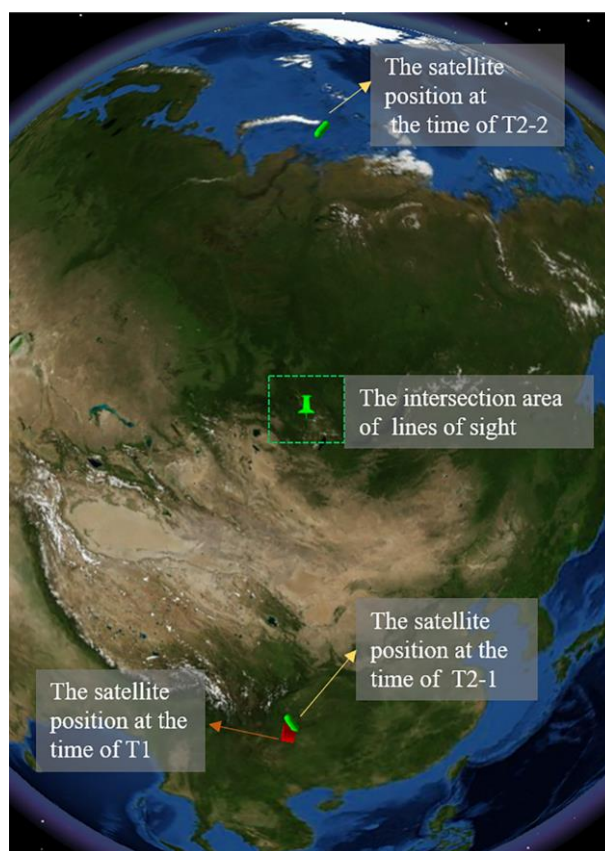 The satellite
position at
the time of T2-2
The intersection area
of lines of sight
The satellite
position at the
time of T2-1
The satellite
position at the
time of T1